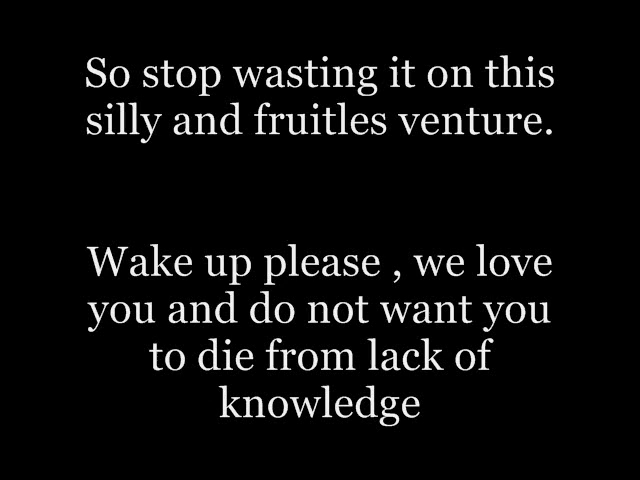 So stop wasting it on this
silly and fruitles venture.
Wake up please , we love
you and do not want you
to die from lack of
knowledge